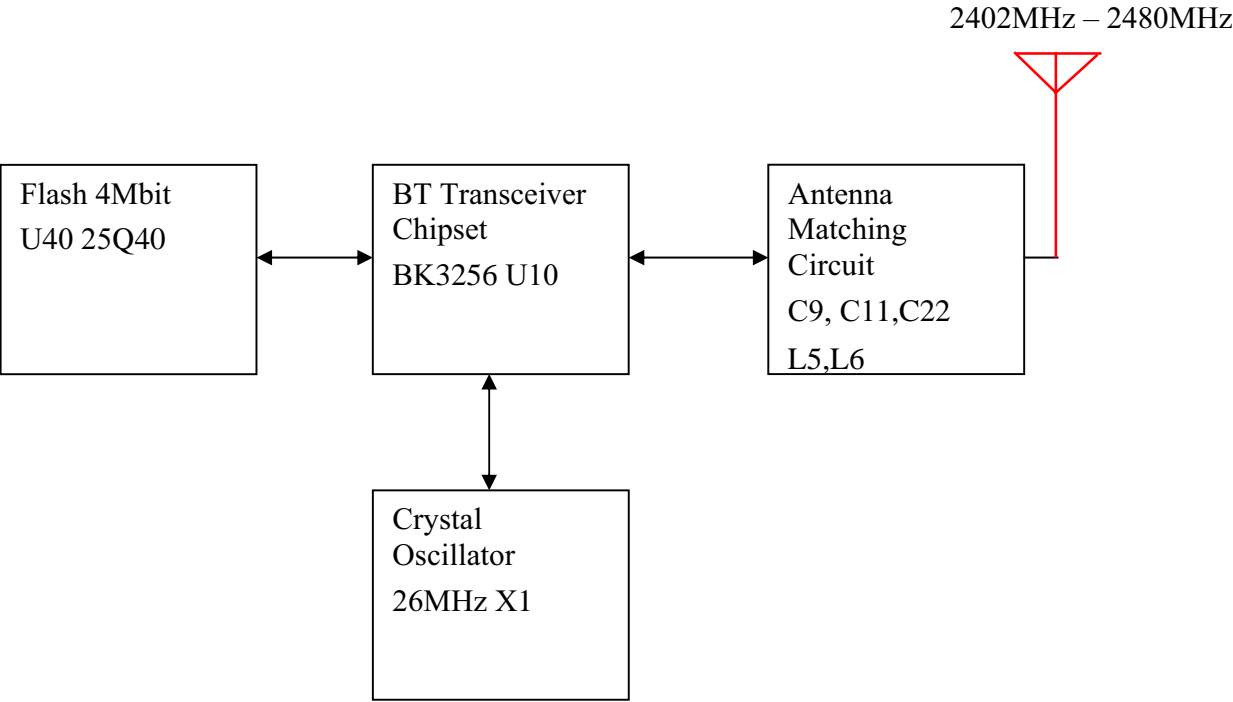 2402MHz – 2480MHz
Flash 4Mbit
U40 25Q40
BT Transceiver
Chipset
BK3256 U10
Antenna
Matching
Circuit
C9, C11,C22
L5,L6
Crystal
Oscillator
26MHz X1